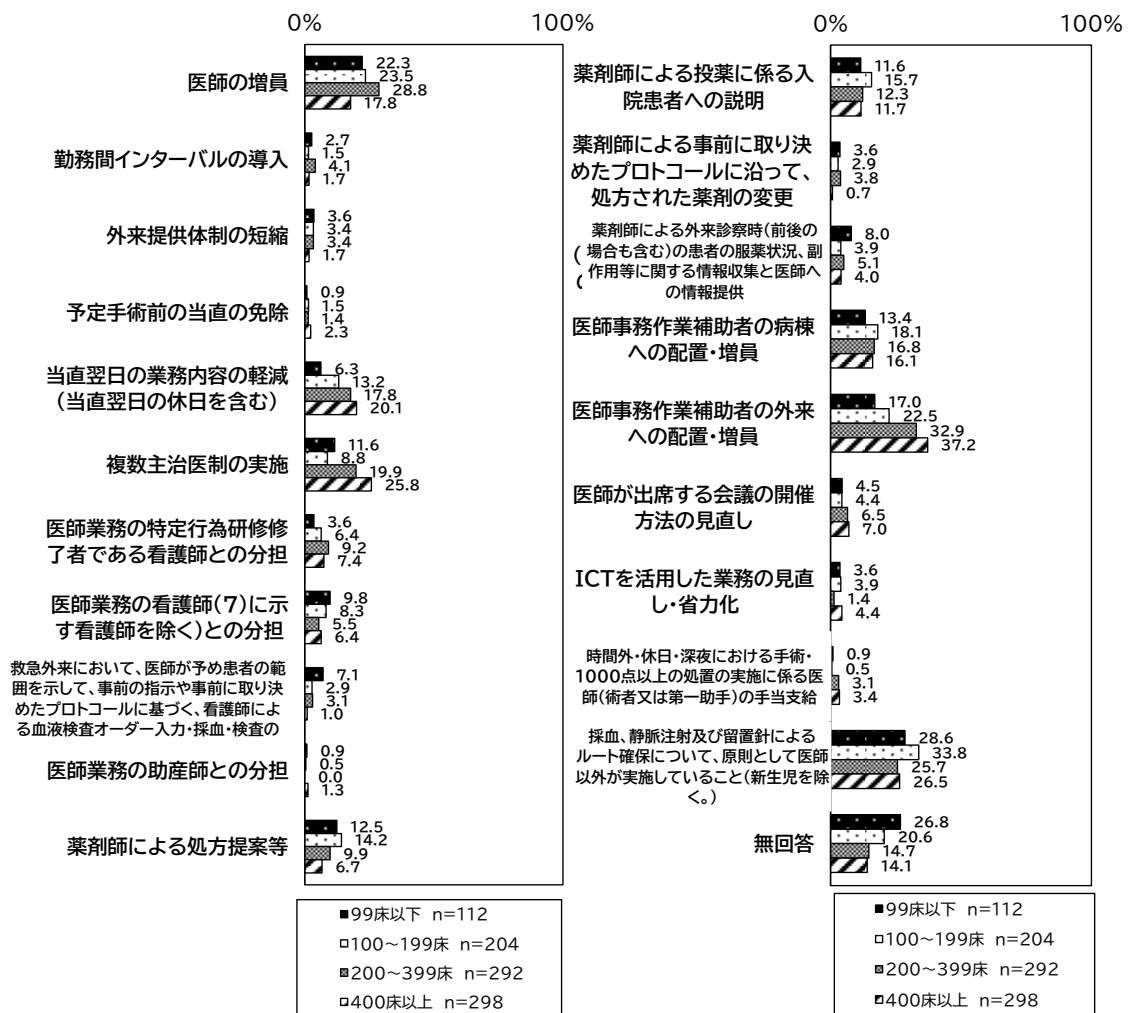 0%
100%
医師の増員
22.3
23.5
28.8
17.8
勤務間インターバルの導入
2.7
1.5
4.1
1.7
外来提供体制の短縮
3.6
3.4
3.4
1.7
予定手術前の当直の免除
0.9
1.5
1.4
2.3
当直翌日の業務内容の軽減
(当直翌日の休日を含む)
6.3
13.2
17.8
20.1
複数主治医制の実施
11.6
8.8
19.9
25.8
医師業務の特定行為研修修
了者である看護師との分担
3.6
6.4
9.2
7.4
医師業務の看護師(7)に示
す看護師を除く)との分担
9.8
8.3
5.5
6.4
救急外来において、医師が予め患者の範
囲を示して、事前の指示や事前に取り決
めたプロトコールに基づく、看護師によ
る血液検査オーダー入力・採血・検査の
7.1
2.9
3.1
1.0
医師業務の助産師との分担
0.9
0.5
0.0
1.3
薬剤師による処方提案等
12.5
14.2
9.9
6.7
■99床以下 n=112
□100～199床 n=204
200～399床 n=292
400床以上 n=298
0%
100%
薬剤師による投薬に係る入
院患者への説明
11.6
15.7
12.3
11.7
薬剤師による事前に取り決
めたプロトコールに沿って、
処方された薬剤の変更
3.6
2.9
3.8
0.7
薬剤師による外来診察時(前後の
場合も含む)の患者の服薬状況、副
作用等に関する情報収集と医師へ
の情報提供
8.0
3.9
5.1
4.0
医師事務作業補助者の病棟
への配置・増員
13.4
18.1
16.8
16.1
医師事務作業補助者の外来
への配置・増員
17.0
22.5
32.9
37.2
医師が出席する会議の開催
方法の見直し
4.5
4.4
6.5
7.0
ICTを活用した業務の見直
し・省力化
3.6
3.9
1.4
4.4
時間外・休日・深夜における手術・
1000点以上の処置の実施に係る医
師(術者又は第一助手)の手当支給
0.9
0.5
3.1
3.4
採血、静脈注射及び留置針による
ルート確保について、原則として医師
以外が実施していること(新生児を除
く。)
28.6
33.8
25.7
26.5
無回答
26.8
20.6
14.7
14.1
■99床以下 n=112
□100～199床 n=204
200～399床 n=292
400床以上 n=298